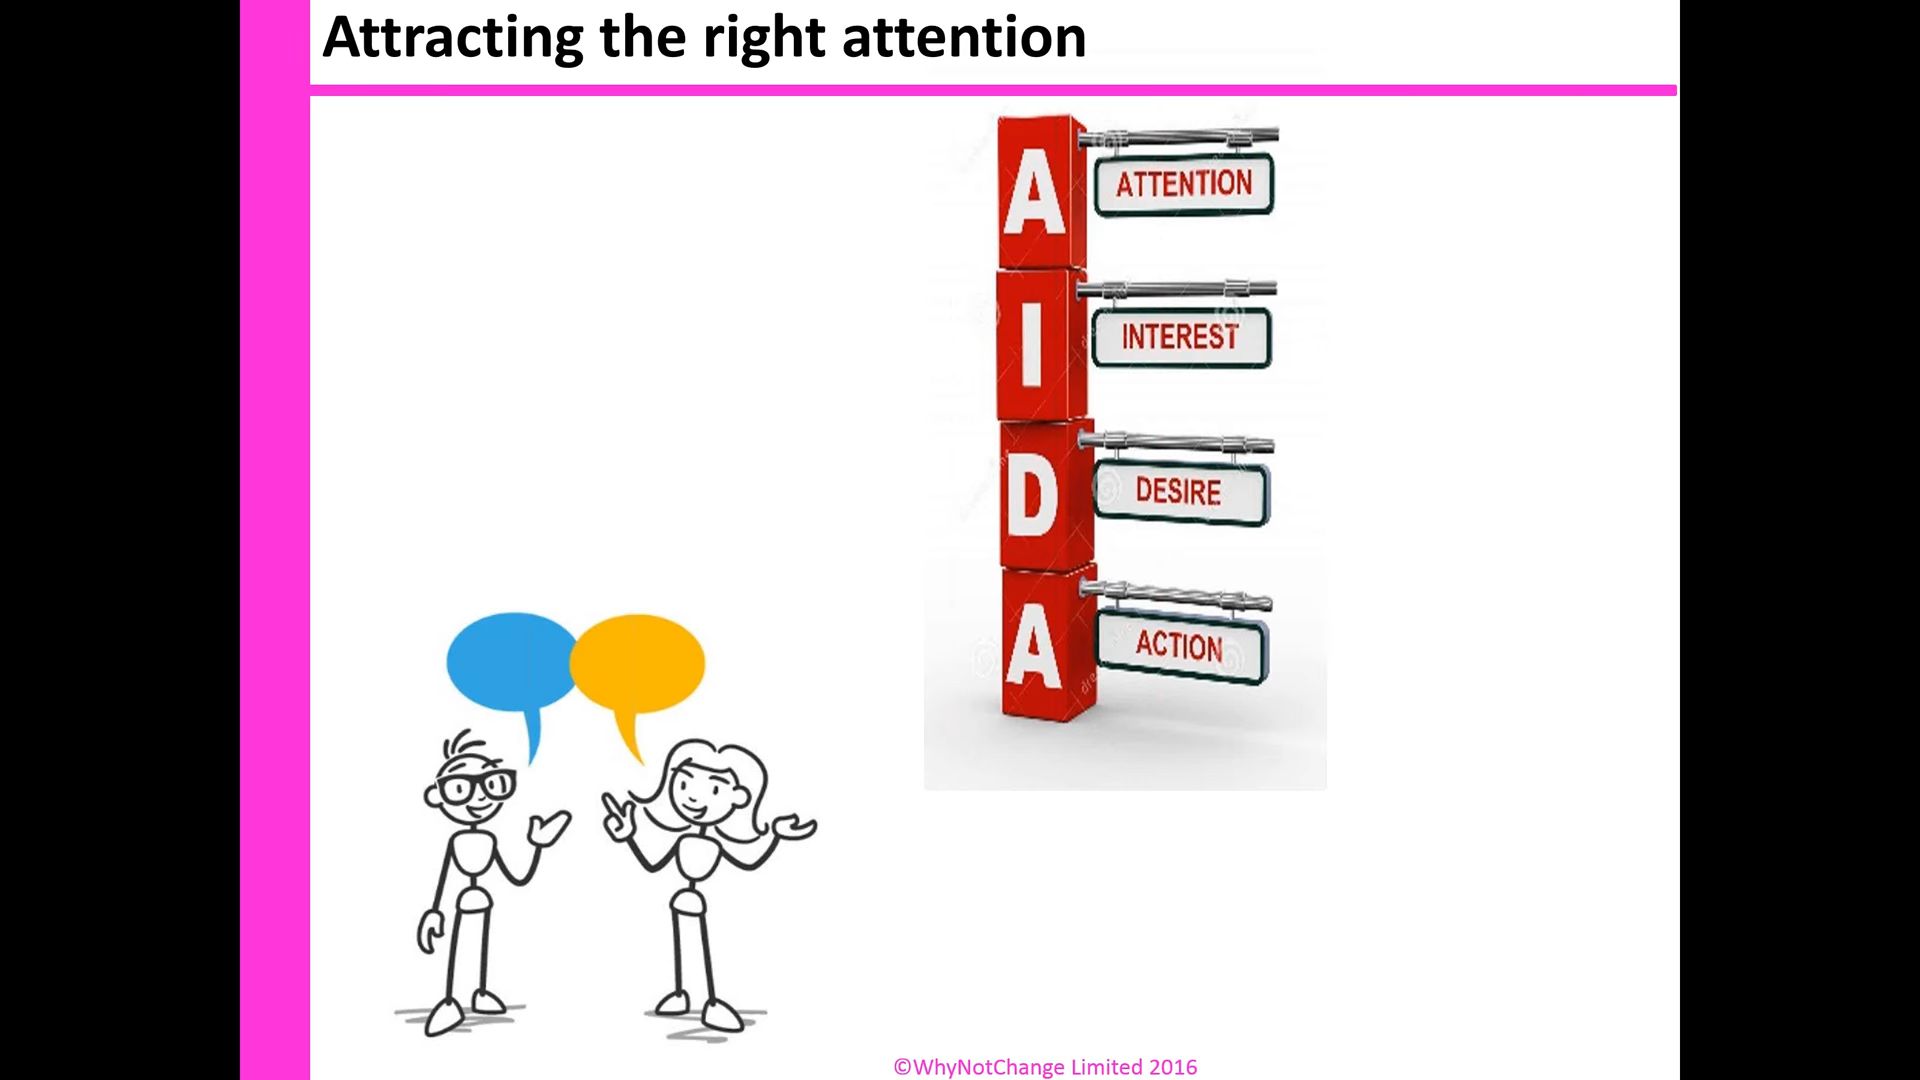 Attracting the right attention
A
ATTENTION
I
INTEREST
D
DESIRE
A
ACTION
©WhyNotChange Limited 2016